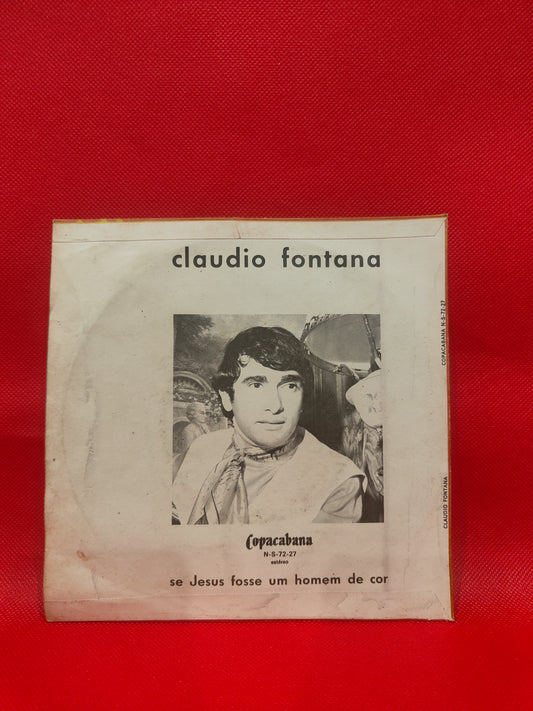 claudio fontana
Copacabana
N-S-72-27
estéreo
se Jesus fosse um homem de cor
COPACABANA N-S-72-27
CLAUDIO FONTANA